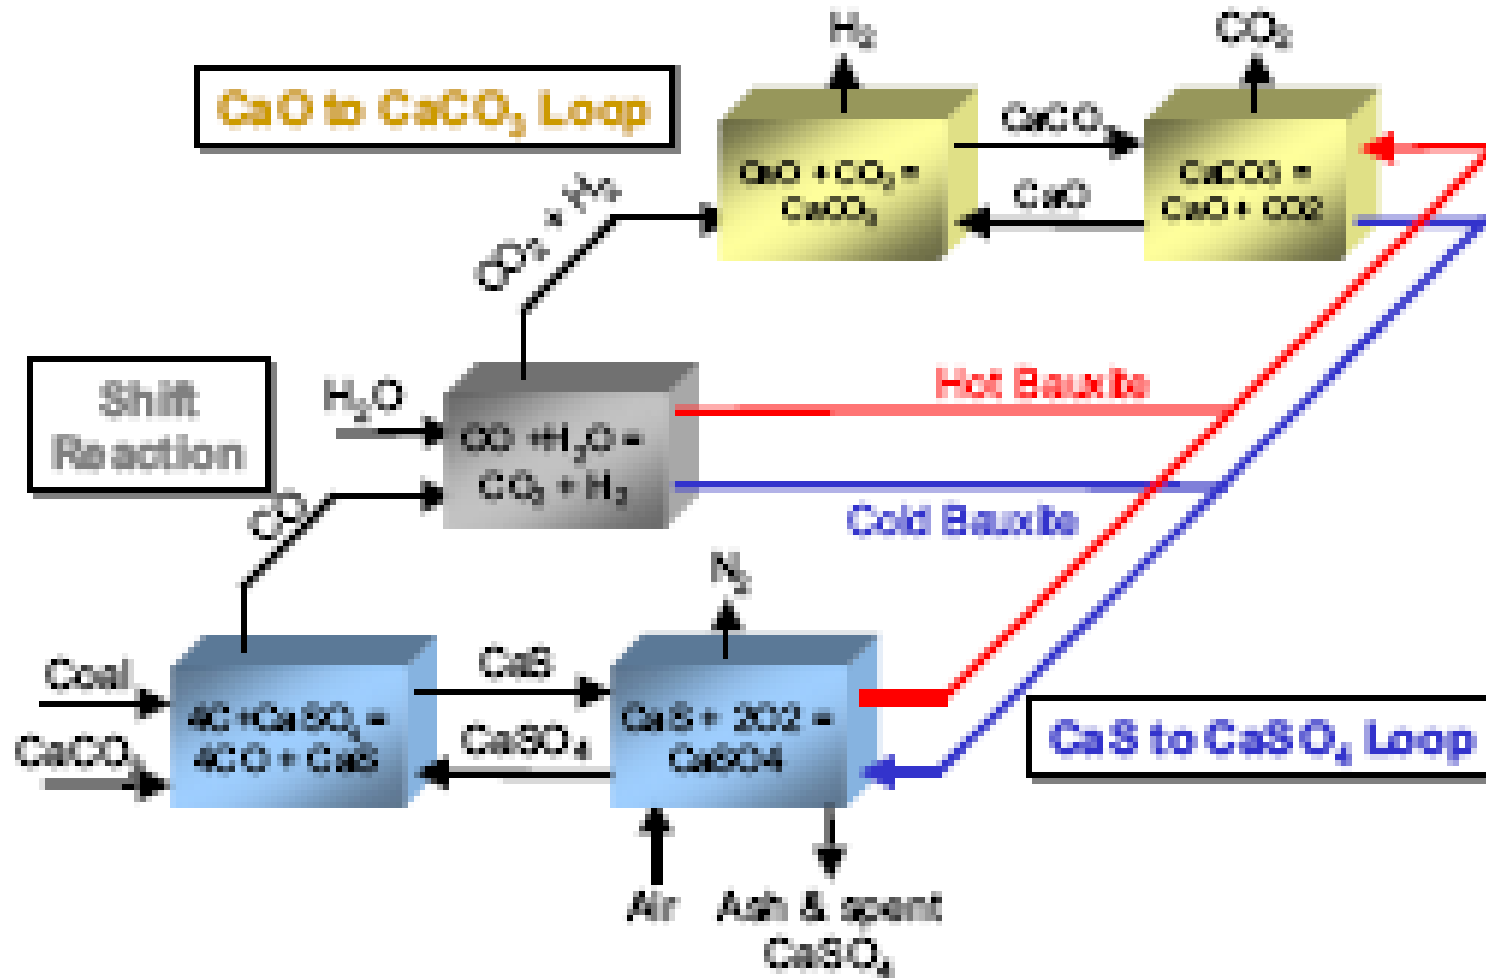 H₂
CO₂
CaO to CaCO₃ Loop
CaCO
CaO + CO₂ =
CaCO₃
CaCO3 =
CaO + CO2
CaO
CO₂ + H₂
Shift
Reaction
H₂O
CO + H₂O =
CO₂ + H₂
Hot Bauxite
Cold Bauxite
CO
N₂
Coal
CaCO₃
4C + CaSO₄ =
4CO + CaS
CaS
CaSO₄
CaS + 2O2 =
CaSO4
CaS to CaSO₄ Loop
Air
Ash & spent
CaSO₄